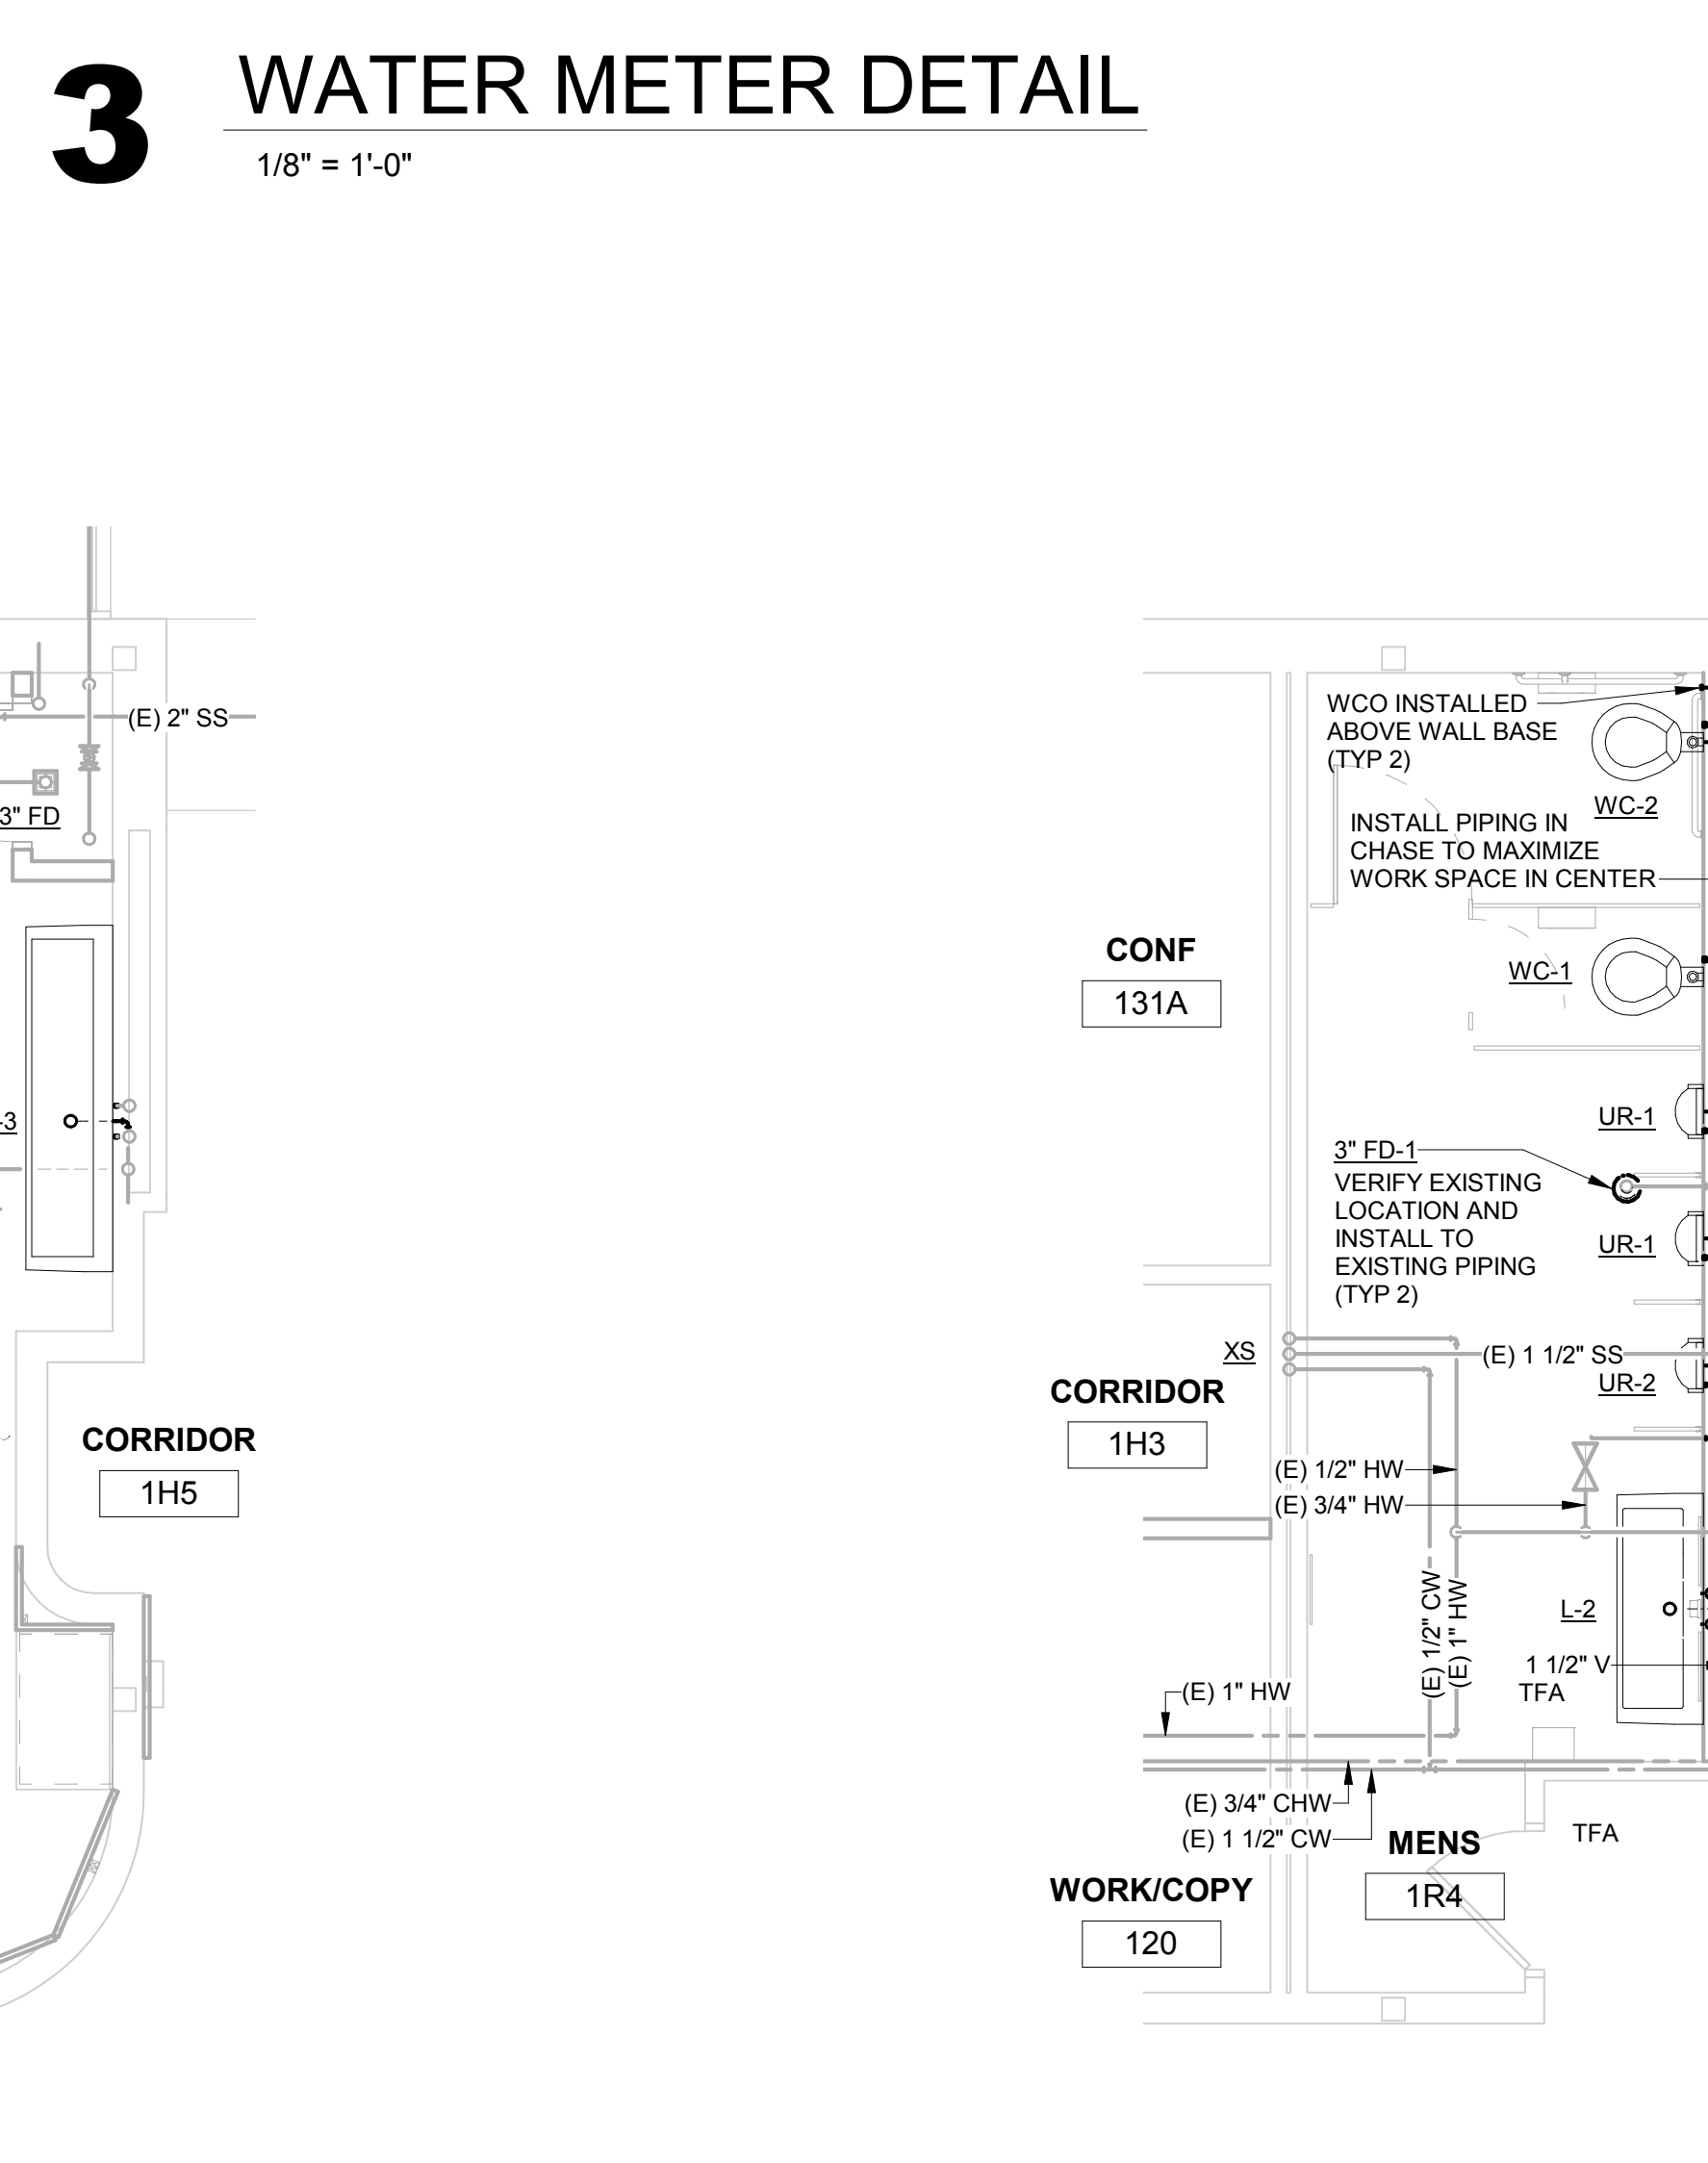 3
WATER METER DETAIL
1/8" = 1'-0"
(E) 2" SS
3" FD
-3
CORRIDOR
1H5
WCO INSTALLED
ABOVE WALL BASE
(TYP 2)
WC-2
INSTALL PIPING IN
CHASE TO MAXIMIZE
WORK SPACE IN CENTER
CONF
131A
WC-1
UR-1
3" FD-1
VERIFY EXISTING
LOCATION AND
INSTALL TO
EXISTING PIPING
(TYP 2)
UR-1
XS
(E) 1 1/2" SS
UR-2
CORRIDOR
1H3
(E) 1/2" HW
(E) 3/4" HW
(E) 1/2" CW
(E) 1" HW
L-2
1 1/2" V
TFA
(E) 1" HW
(E) 3/4" CHW
(E) 1 1/2" CW
MENS
1R4
TFA
WORK/COPY
120